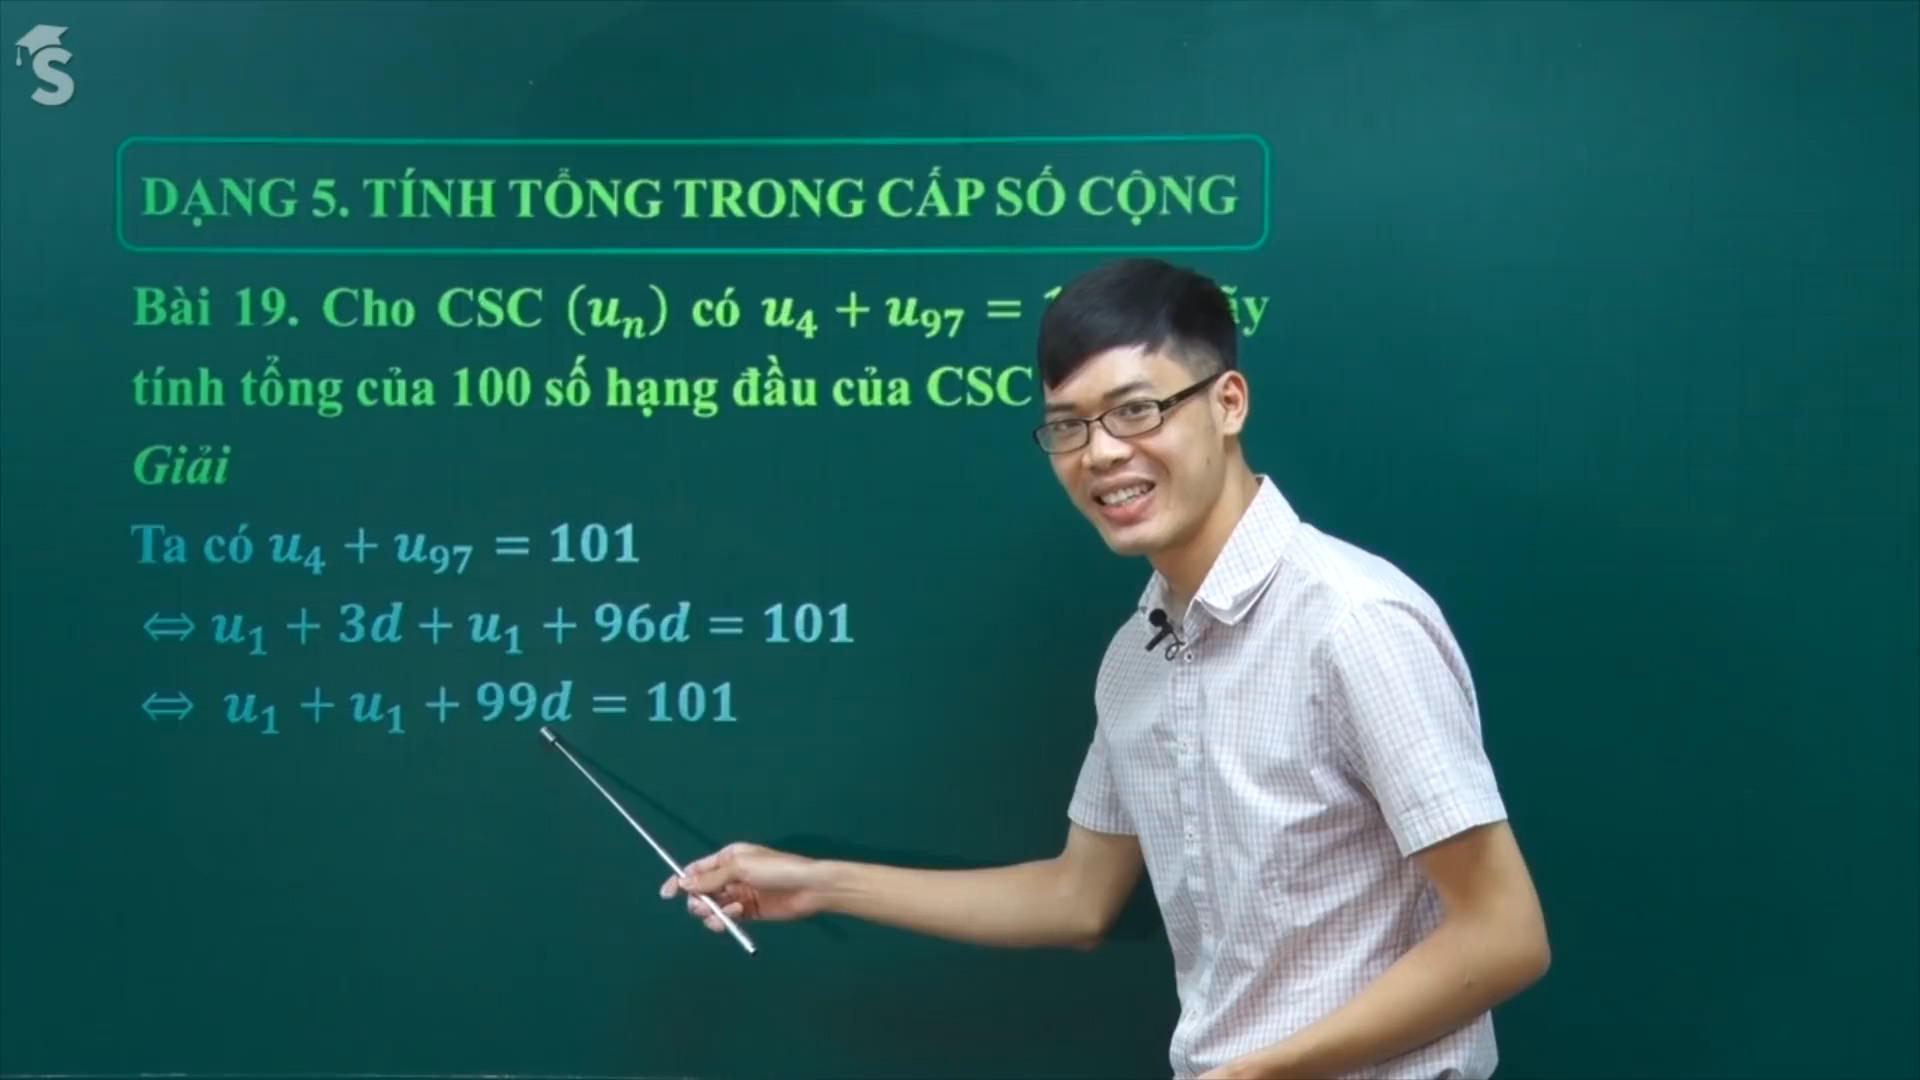 S
DẠNG 5. TÍNH TỔNG TRONG CẤP SỐ CỘNG
Bài 19. Cho CSC (uₙ) có u₄ + u₉₇ =
tính tổng của 100 số hạng đầu của CSC
Giải
Ta có u₄ + u₉₇ = 101
⇔ u₁ + 3d + u₁ + 96d = 101
⇔ u₁ + u₁ + 99d = 101